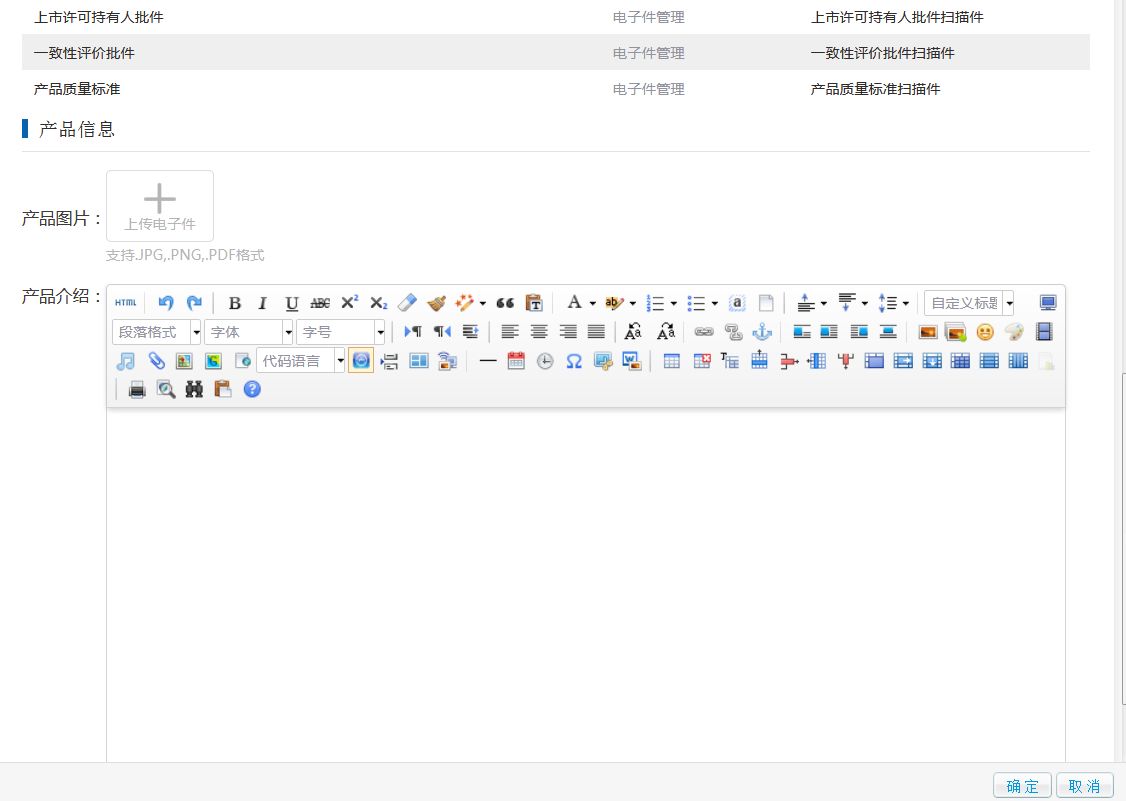 上市许可持有人批件 电子件管理 上市许可持有人批件扫描件
一致性评价批件 电子件管理 一致性评价批件扫描件
产品质量标准 电子件管理 产品质量标准扫描件
产品信息
产品图片：
上传电子件
支持.JPG,.PNG,.PDF格式
产品介绍：
HTML B I U ABC X² X₂ T A ab a 自定义标题
段落格式 字体 字号
代码语言
确 定 取 消